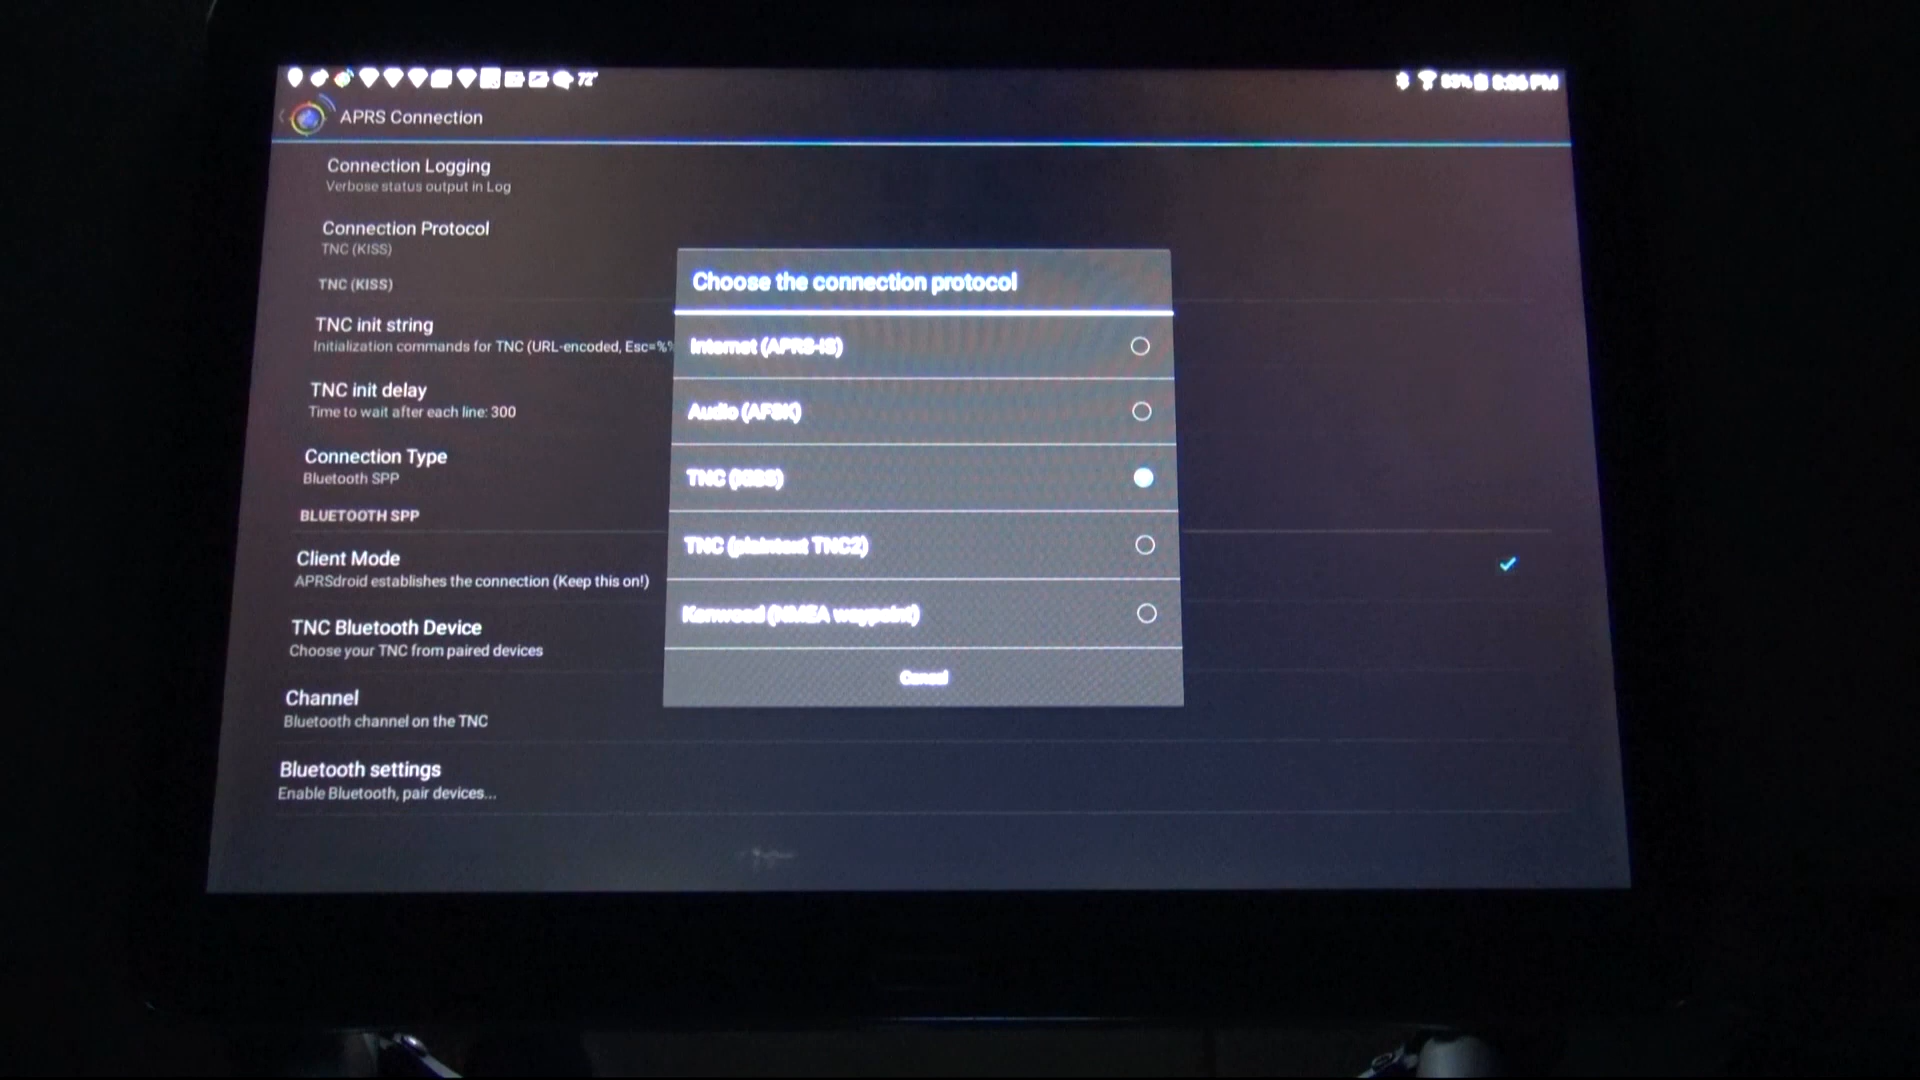 72°
APRS Connection
Connection Logging
Verbose status output in Log
Connection Protocol
TNC (KISS)
TNC (KISS)
TNC init string
Initialization commands for TNC (URL-encoded, Esc=%
TNC init delay
Time to wait after each line: 300
Connection Type
Bluetooth SPP
BLUETOOTH SPP
Client Mode
APRSdroid establishes the connection (Keep this on!)
TNC Bluetooth Device
Choose your TNC from paired devices
Channel
Bluetooth channel on the TNC
Bluetooth settings
Enable Bluetooth, pair devices...
Choose the connection protocol
Internet (APRS-IS)
Audio (AFSK)
TNC (KISS)
TNC (plaintext TNC2)
Kenwood (NMEA waypoint)
Cancel